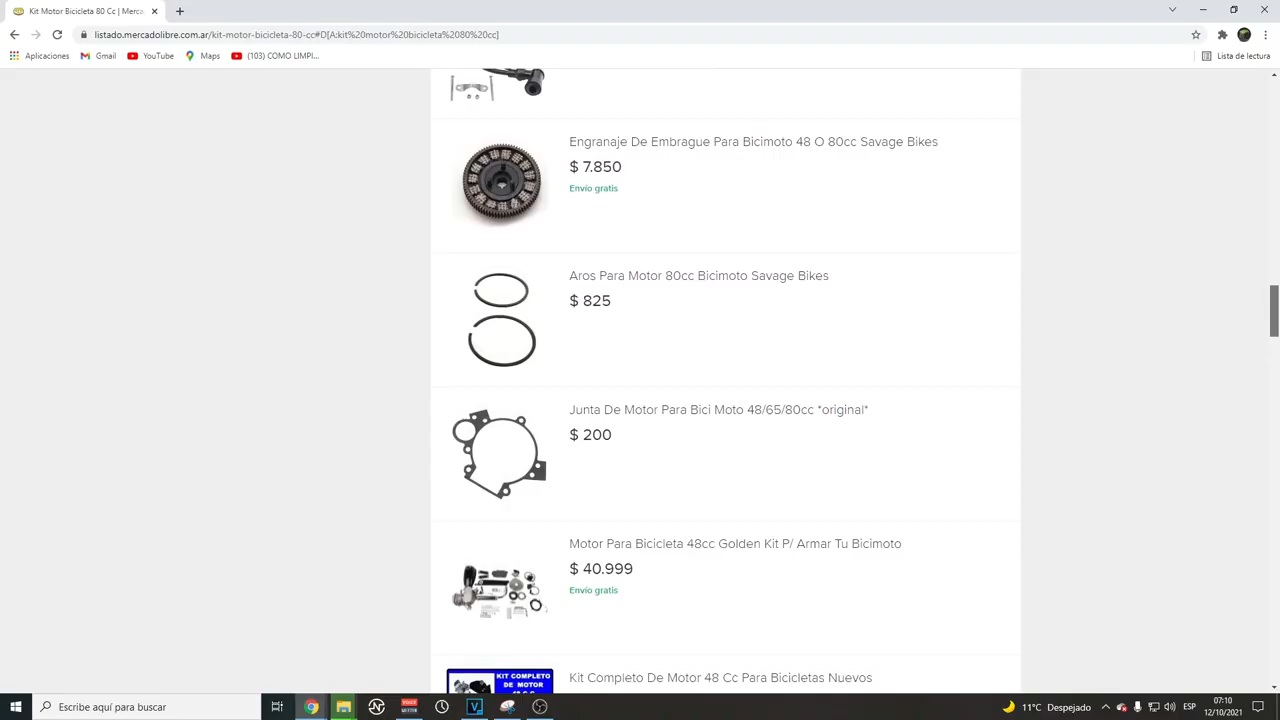 Kit Motor Bicicleta 80 Cc | Merc
listado.mercadolibre.com.ar/kit-motor-bicicleta-80-cc#D[A:kit%20motor%20bicicleta%2080%20cc]
Aplicaciones
Gmail
YouTube
Maps
(103) COMO LIMPI...
Lista de lectura
Engranaje De Embrague Para Bicimoto 48 O 80cc Savage Bikes
$ 7.850
Envío gratis
Aros Para Motor 80cc Bicimoto Savage Bikes
$ 825
Junta De Motor Para Bici Moto 48/65/80cc *original*
$ 200
Motor Para Bicicleta 48cc Golden Kit P/ Armar Tu Bicimoto
$ 40.999
Envío gratis
KIT COMPLETO
DE MOTOR
Kit Completo De Motor 48 Cc Para Bicicletas Nuevos
Escribe aquí para buscar
11°C Despejado
ESP
07:10
12/10/2021